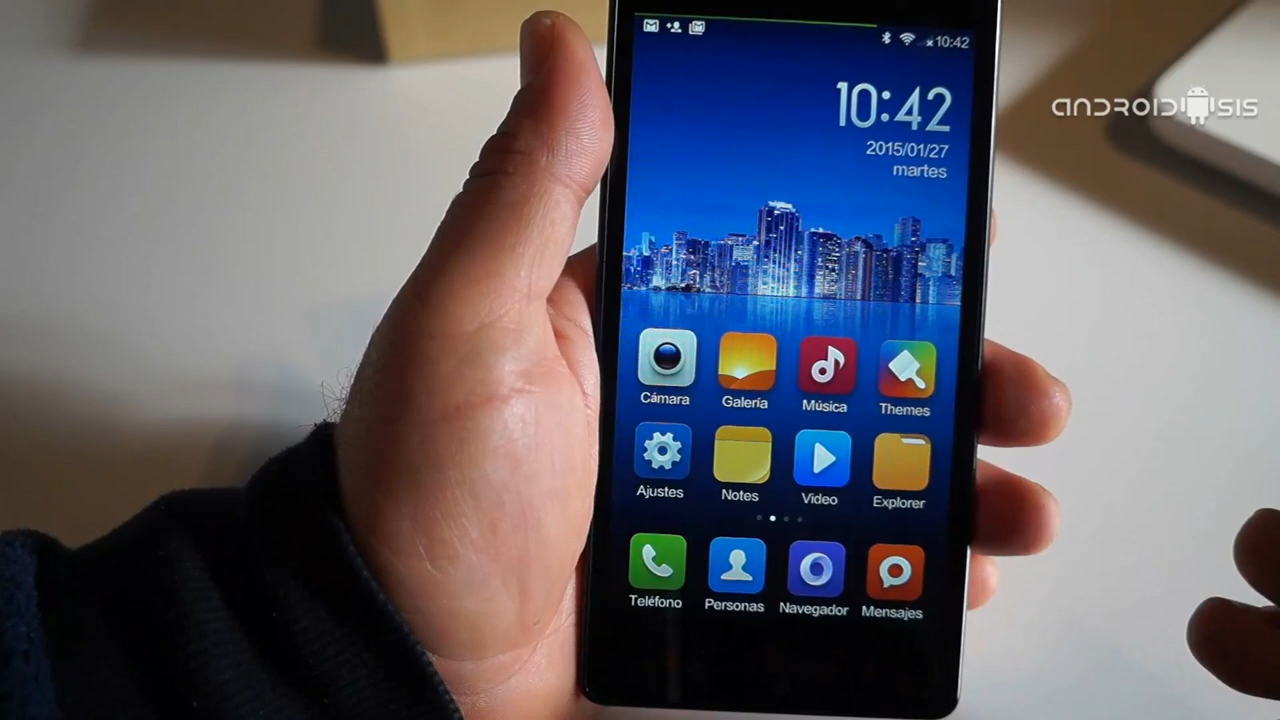 10:42
ANDROIDSIS
10:42
2015/01/27
martes
Cámara
Galería
Música
Themes
Ajustes
Notes
Video
Explorer
Teléfono
Personas
Navegador
Mensajes